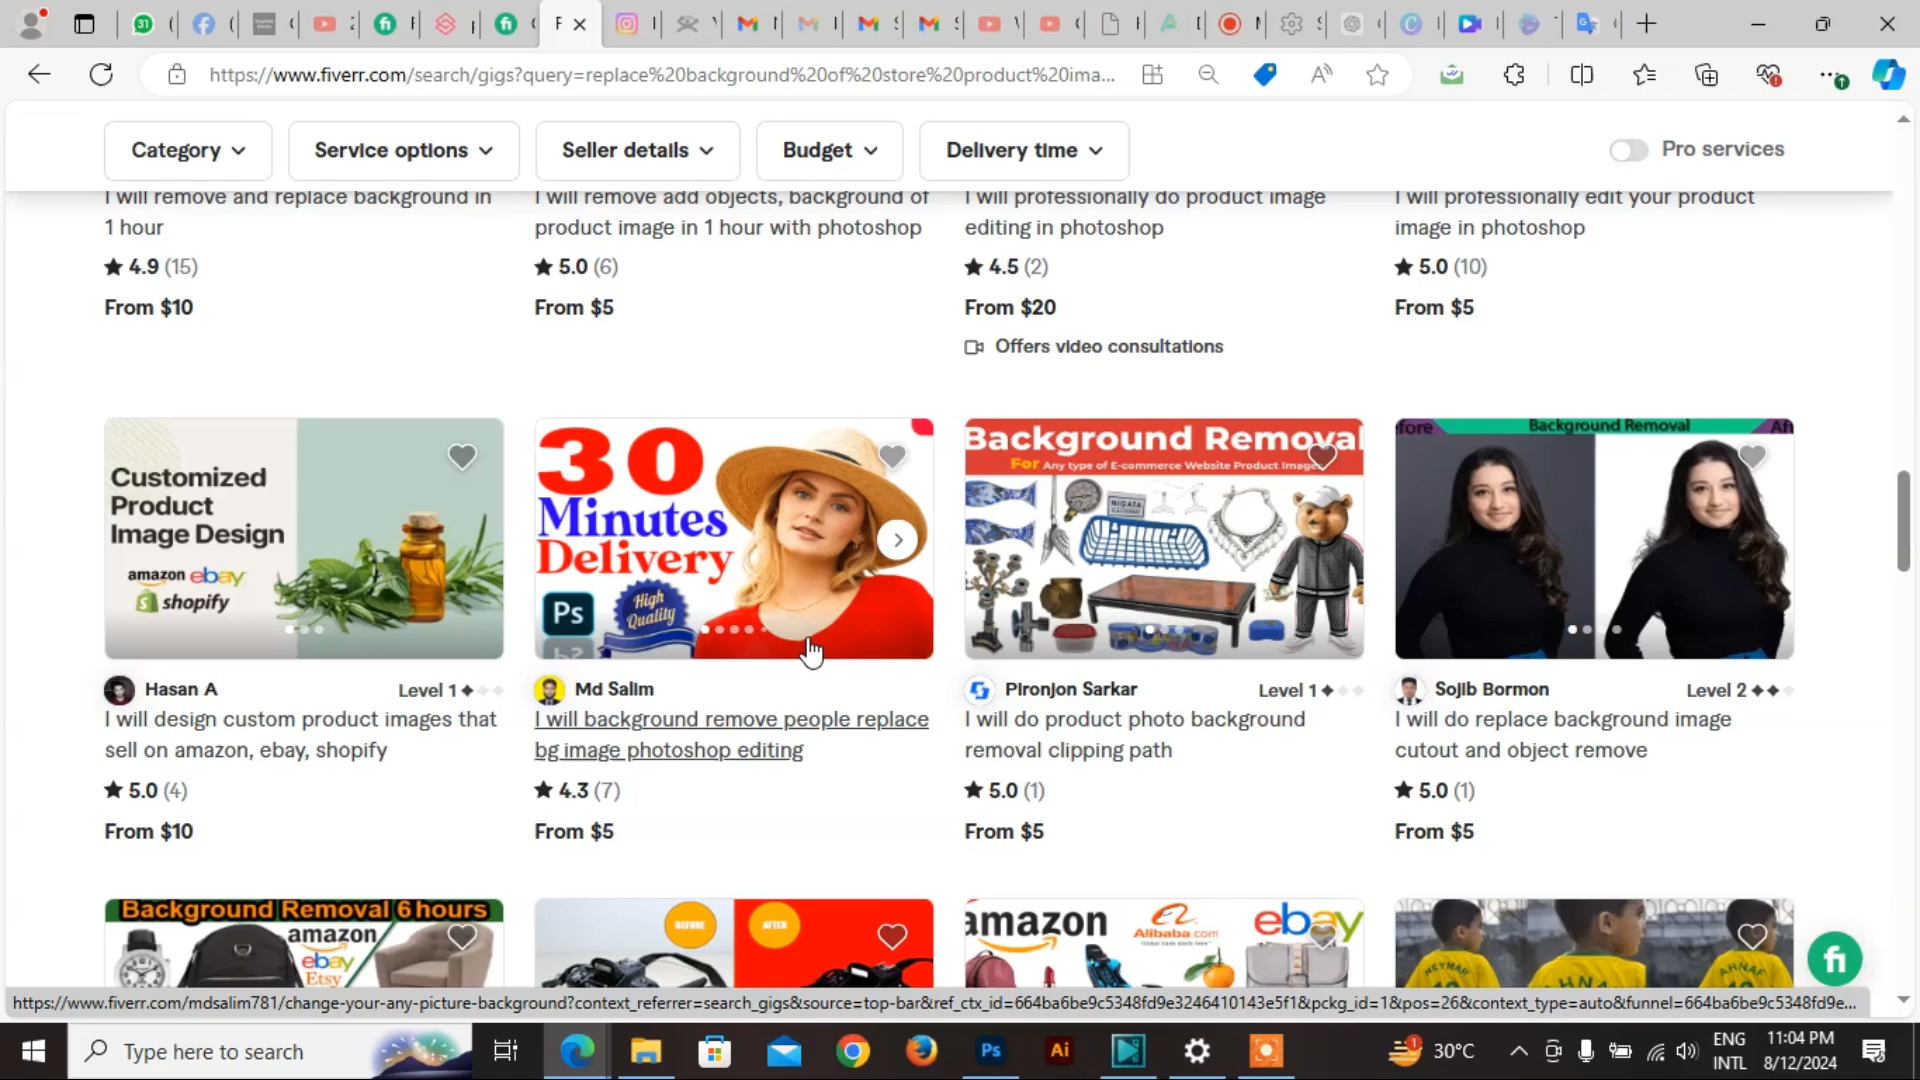 https://www.fiverr.com/search/gigs?query=replace%20background%20of%20store%20product%20ima...
Category
Service options
Seller details
Budget
Delivery time
Pro services
I will remove and replace background in
1 hour
4.9 (15)
From $10
I will remove add objects, background of
product image in 1 hour with photoshop
5.0 (6)
From $5
I will professionally do product image
editing in photoshop
4.5 (2)
From $20
Offers video consultations
I will professionally edit your product
image in photoshop
5.0 (10)
From $5
Customized
Product
Image Design
amazon ebay
shopify
Hasan A
Level 1
I will design custom product images that
sell on amazon, ebay, shopify
5.0 (4)
From $10
30
Minutes
Delivery
Ps
High
Quality
Md Salim
I will background remove people replace
bg image photoshop editing
4.3 (7)
From $5
Background Removal
For Any type of E-commerce Website Product Images
Pironjon Sarkar
Level 1
I will do product photo background
removal clipping path
5.0 (1)
From $5
fore
Background Removal
Aft
Sojib Bormon
Level 2
I will do replace background image
cutout and object remove
5.0 (1)
From $5
Background Removal 6 hours
amazon
ebay
Etsy
BEFORE
AFTER
amazon
Alibaba.com
ebay
NEYMAR
AHNAF
fi
https://www.fiverr.com/mdsalim781/change-your-any-picture-background?context_referrer=search_gigs&source=top-bar&ref_ctx_id=664ba6be9c5348fd9e3246410143e5f1&pckg_id=1&pos=26&context_type=auto&funnel=664ba6be9c5348fd9e...
Type here to search
Ps
Ai
30°C
ENG
INTL
11:04 PM
8/12/2024